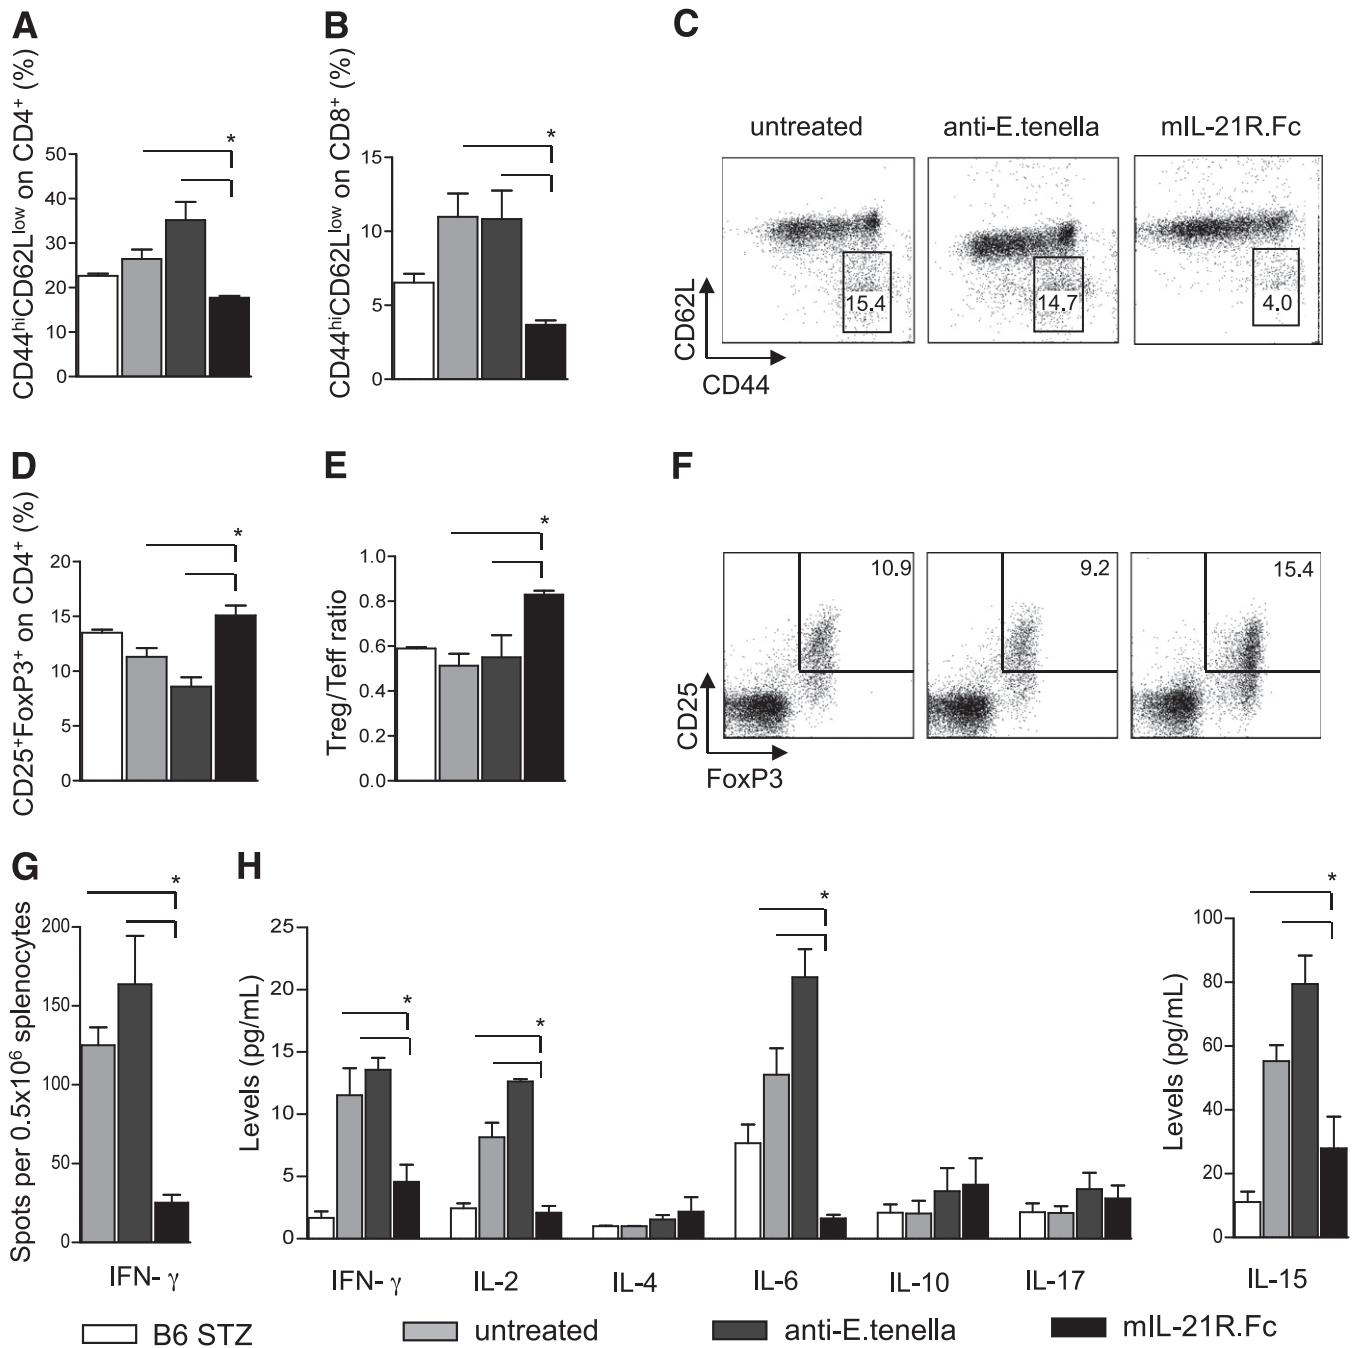 A
CD44hiCD62Llow on CD4+ (%)
50
40
30
20
10
0
*
B
CD44hiCD62Llow on CD8+ (%)
15
10
5
0
*
C
untreated
anti-E.tenella
mIL-21R.Fc
15.4
14.7
4.0
CD62L
CD44
D
CD25+FoxP3+ on CD4+ (%)
20
15
10
5
0
*
E
Treg/Teff ratio
1.0
0.8
0.6
0.4
0.2
0.0
*
F
10.9
9.2
15.4
CD25
FoxP3
G
Spots per 0.5x10⁶ splenocytes
200
150
100
50
0
*
IFN- γ
H
Levels (pg/mL)
25
20
15
10
5
0
*
*
*
IFN- γ
IL-2
IL-4
IL-6
IL-10
IL-17
Levels (pg/mL)
100
80
60
40
20
0
*
IL-15
B6 STZ
untreated
anti-E.tenella
mIL-21R.Fc